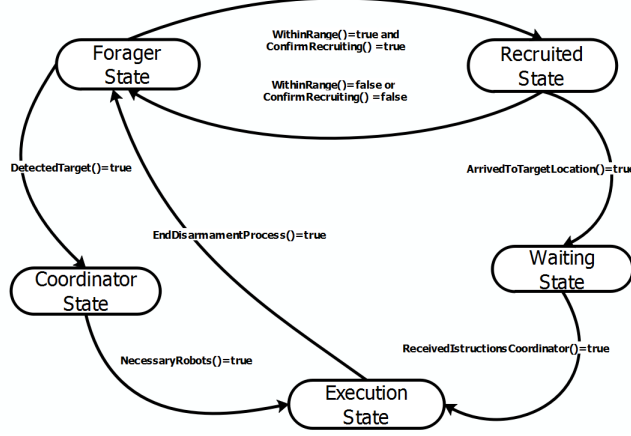 Forager
State
WithinRange()=true and
ConfirmRecruiting() =true
Recruited
State
WithinRange()=false or
ConfirmRecruiting() =false
DetectedTarget()=true
ArrivedToTargetLocation()=true
EndDisarmamentProcess()=true
Coordinator
State
Waiting
State
NecessaryRobots()=true
ReceivedIstructionsCoordinator()=true
Execution
State